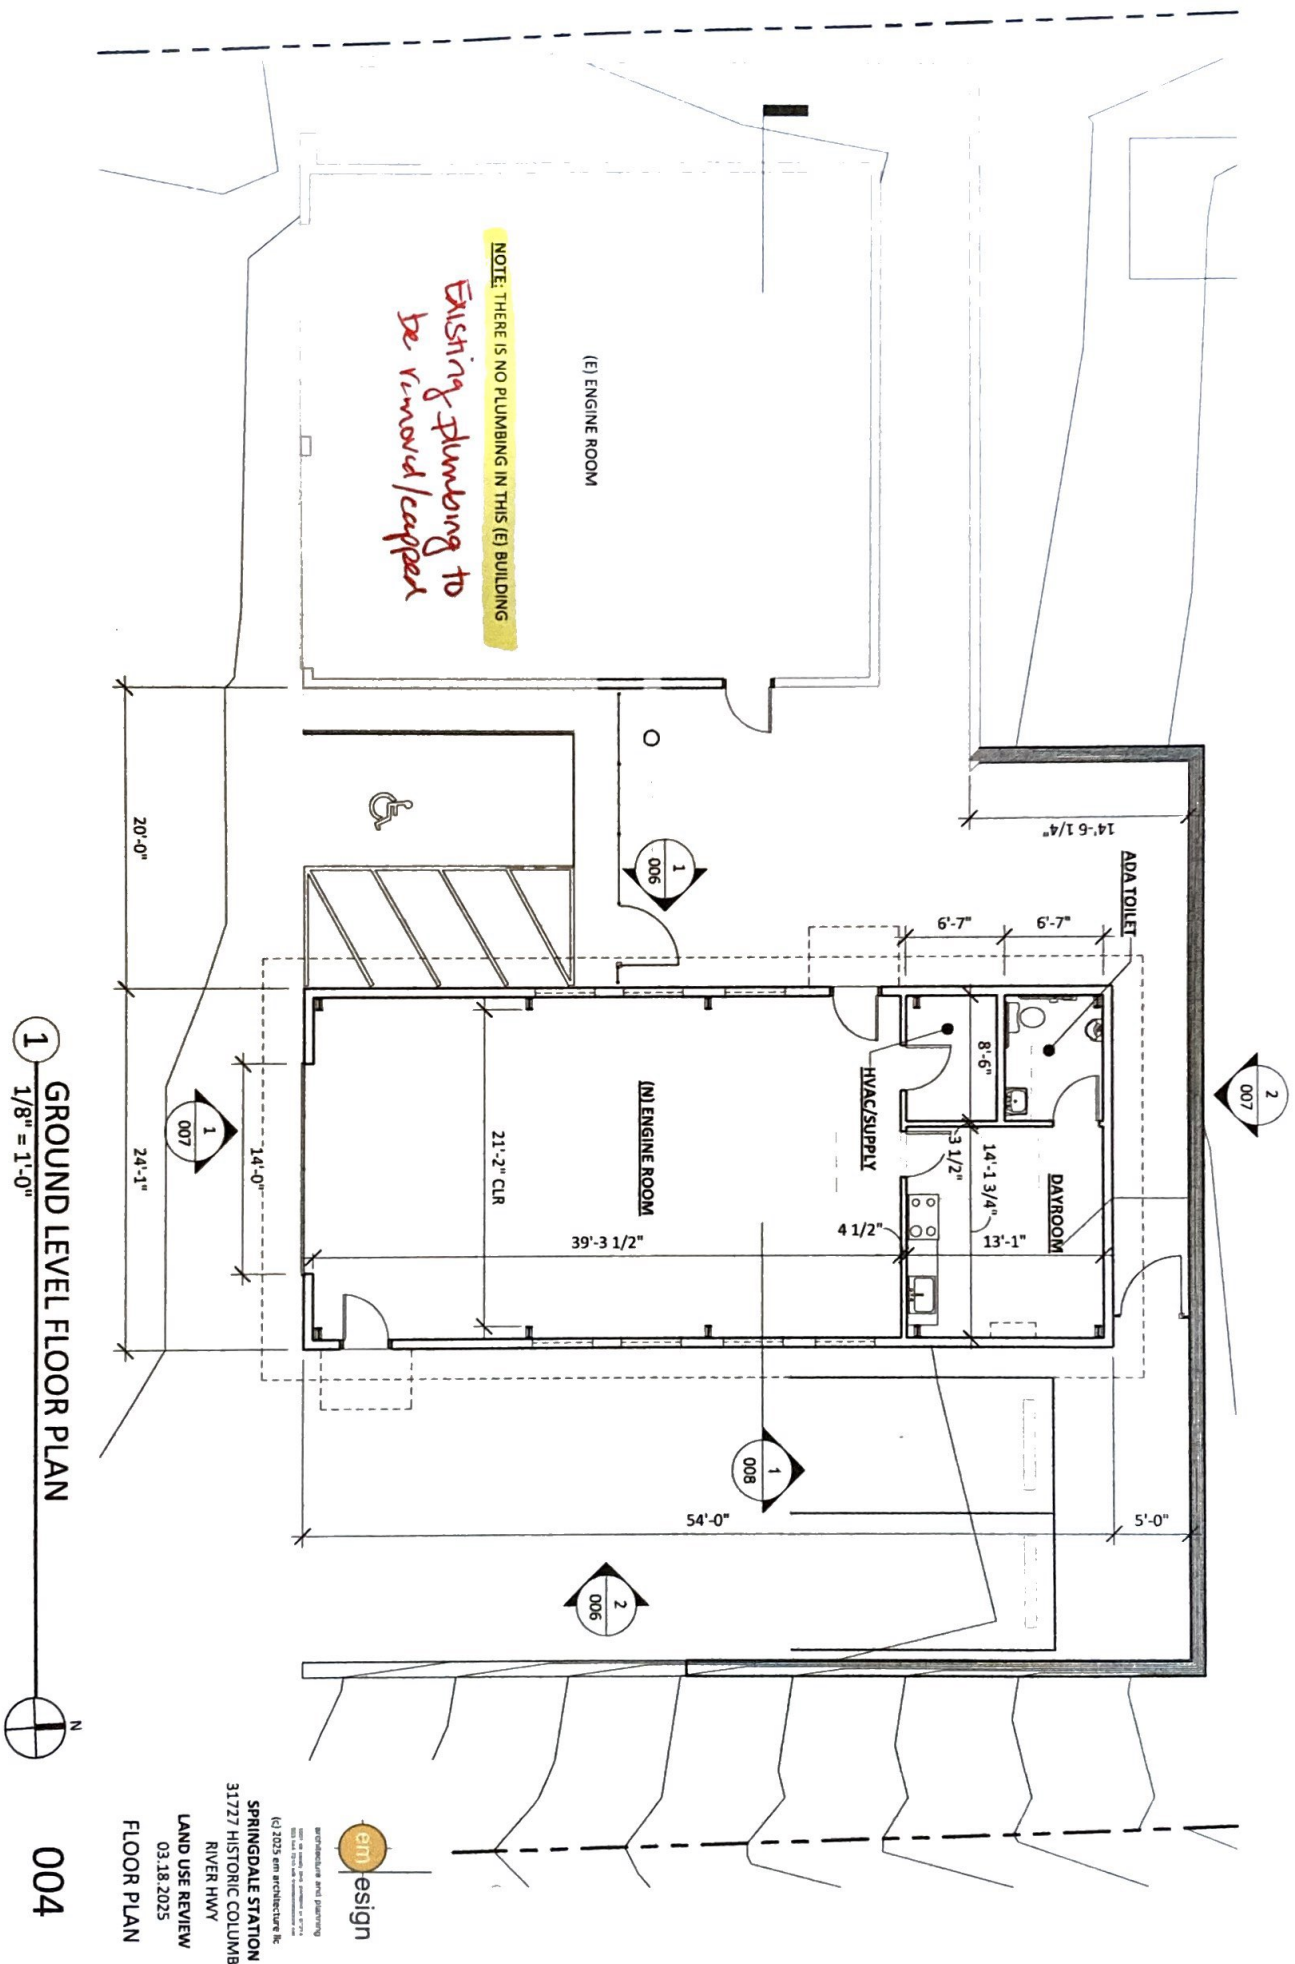 NOTE: THERE IS NO PLUMBING IN THIS (E) BUILDING
Existing plumbing to
be removed/capped
(E) ENGINE ROOM
20'-0"
24'-1"
14'-0"
14'-6 1/4"
ADA TOILET
6'-7"
6'-7"
8'-6"
HVAC/SUPPLY
3 1/2"
14'-1 3/4"
DAYROOM
13'-1"
4 1/2"
39'-3 1/2"
(N) ENGINE ROOM
21'-2" CLR
54'-0"
5'-0"
1
006
2
007
1
007
1
008
2
006
1
GROUND LEVEL FLOOR PLAN
1/8" = 1'-0"
N
em
esign
architecture and planning
(c) 2025 em architecture llc
SPRINGDALE STATION
31727 HISTORIC COLUMB
RIVER HWY
LAND USE REVIEW
03.18.2025
FLOOR PLAN
004